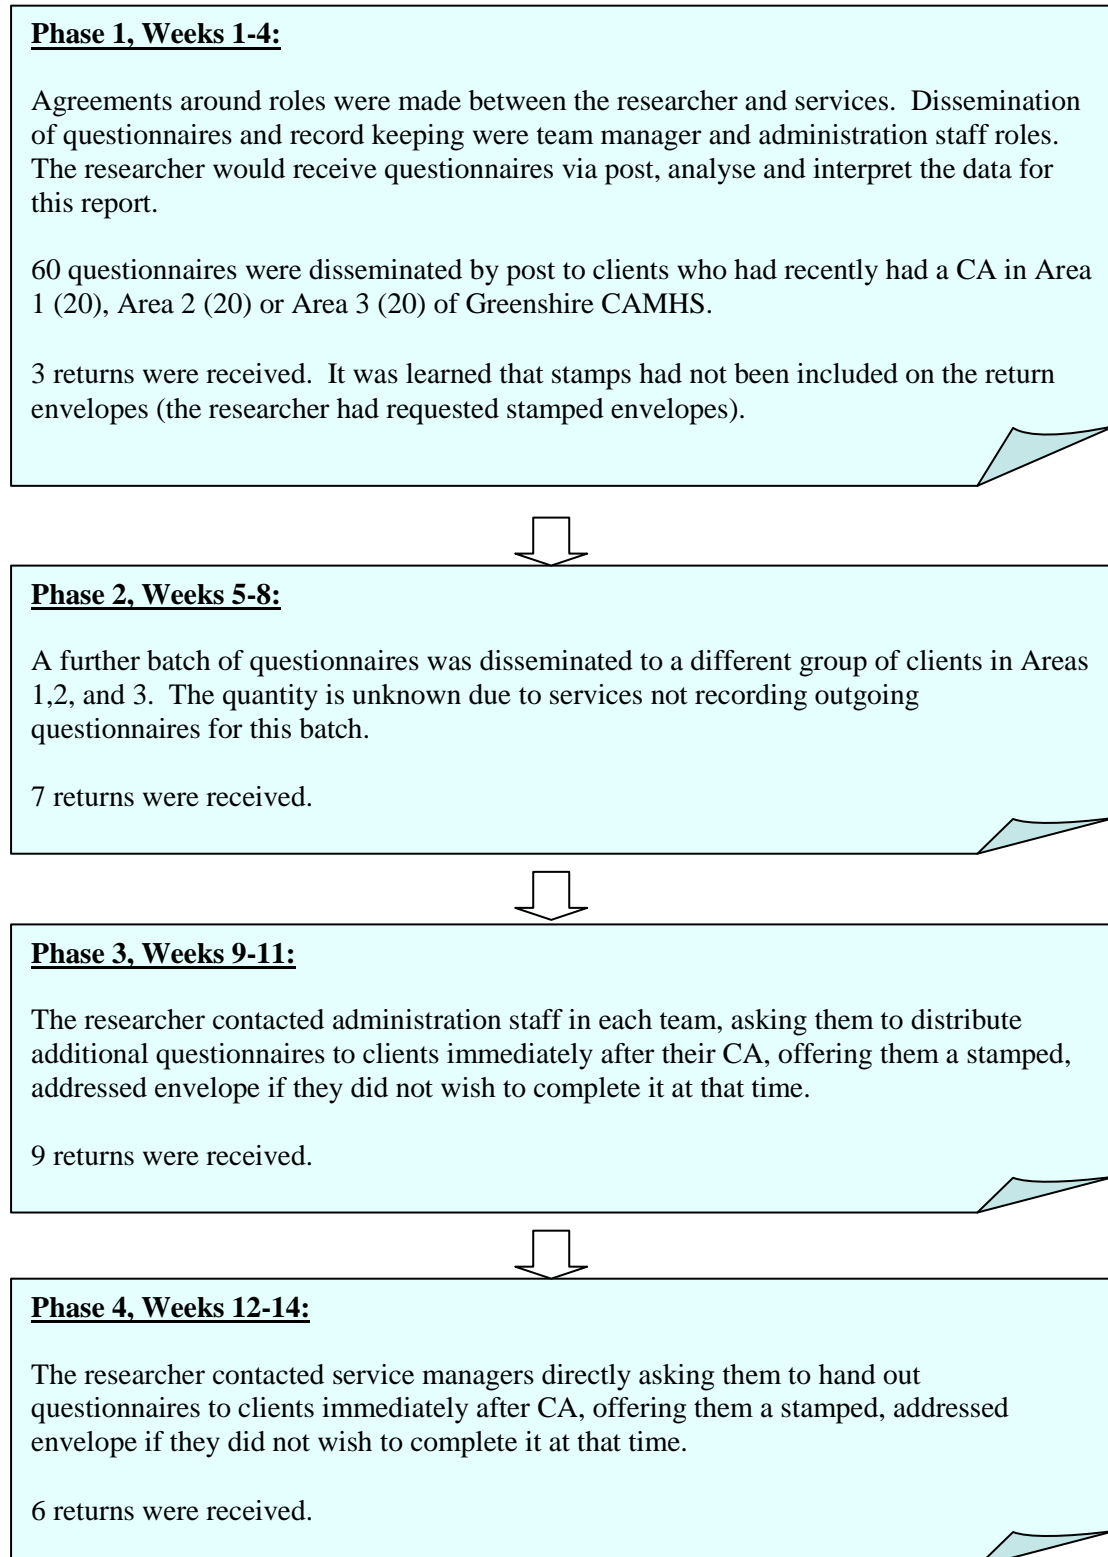 Phase 1, Weeks 1-4:
Agreements around roles were made between the researcher and services.  Dissemination
of questionnaires and record keeping were team manager and administration staff roles.
The researcher would receive questionnaires via post, analyse and interpret the data for
this report.
60 questionnaires were disseminated by post to clients who had recently had a CA in Area
1 (20), Area 2 (20) or Area 3 (20) of Greenshire CAMHS.
3 returns were received.  It was learned that stamps had not been included on the return
envelopes (the researcher had requested stamped envelopes).
Phase 2, Weeks 5-8:
A further batch of questionnaires was disseminated to a different group of clients in Areas
1,2, and 3.  The quantity is unknown due to services not recording outgoing
questionnaires for this batch.
7 returns were received.
Phase 3, Weeks 9-11:
The researcher contacted administration staff in each team, asking them to distribute
additional questionnaires to clients immediately after their CA, offering them a stamped,
addressed envelope if they did not wish to complete it at that time.
9 returns were received.
Phase 4, Weeks 12-14:
The researcher contacted service managers directly asking them to hand out
questionnaires to clients immediately after CA, offering them a stamped, addressed
envelope if they did not wish to complete it at that time.
6 returns were received.